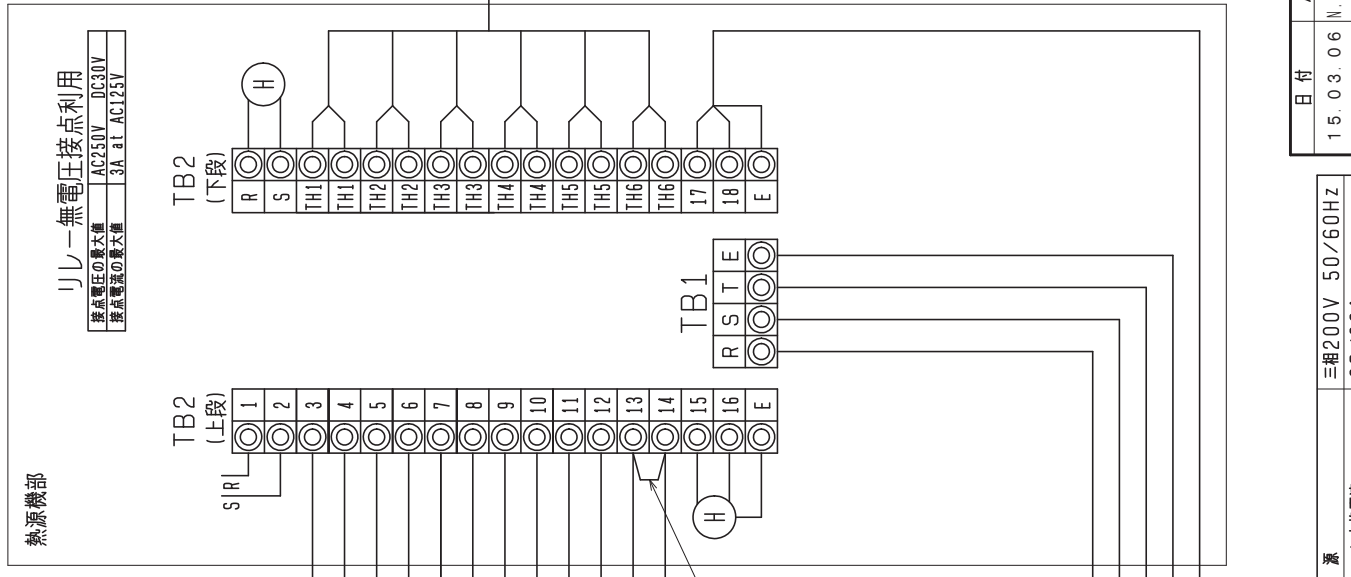 熱源機部
リレー無電圧接点利用
接点電圧の最大値 AC250V DC30V
接点電流の最大値 3A at AC125V
TB2
(上段)
1 2 3 4 5 6 7 8 9 10 11 12 13 14 15 16 E
S R
H
TB2
(下段)
R S TH1 TH1 TH2 TH2 TH3 TH3 TH4 TH4 TH5 TH5 TH6 TH6 17 18 E
H
TB1
R S T E
日付
15.03.06 N.
源 三相200V 50/60Hz